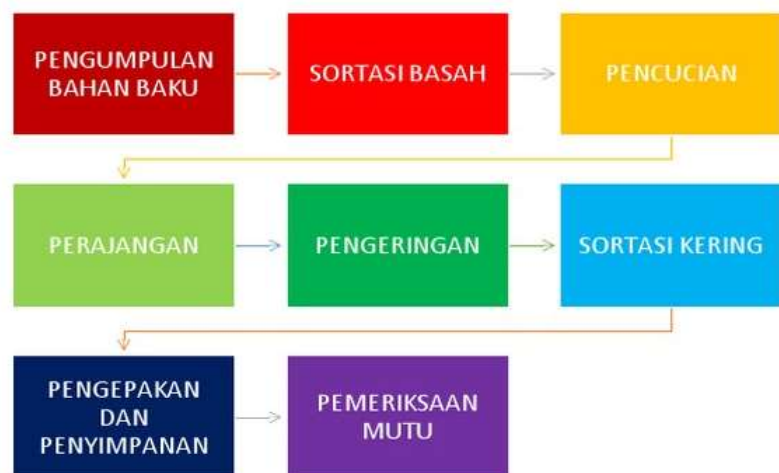 PENGUMPULAN
BAHAN BAKU
SORTASI BASAH
PENCUCIAN
PERAJANGAN
PENGERINGAN
SORTASI KERING
PENGEPAKAN
DAN
PENYIMPANAN
PEMERIKSAAN
MUTU